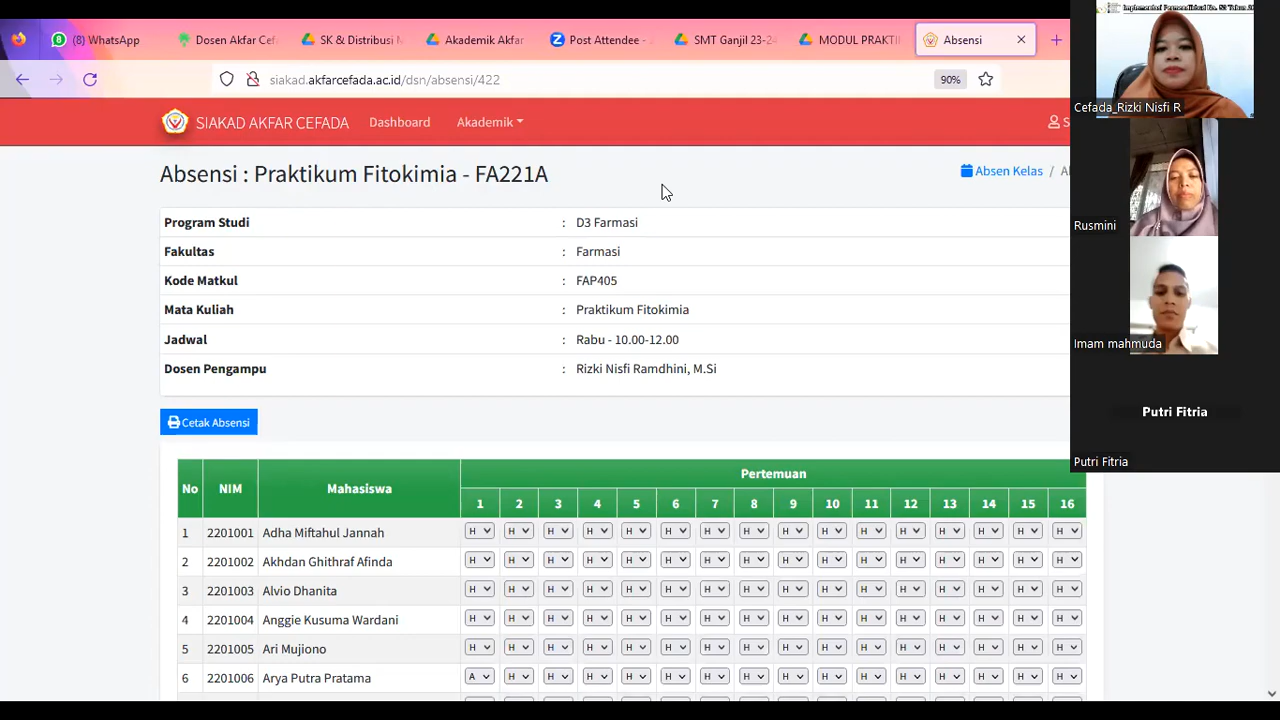 (8) WhatsApp
Dosen Akfar Cef
SK & Distribusi M
Akademik Akfar
Post Attendee -
SMT Ganjil 23-24
MODUL PRAKTI
Absensi
siakad.akfarcefada.ac.id/dsn/absensi/422
90%
SIAKAD AKFAR CEFADA
Dashboard
Akademik
S
Absensi : Praktikum Fitokimia - FA221A
Absen Kelas /
Program Studi : D3 Farmasi
Fakultas : Farmasi
Kode Matkul : FAP405
Mata Kuliah : Praktikum Fitokimia
Jadwal : Rabu - 10.00-12.00
Dosen Pengampu : Rizki Nisfi Ramdhini, M.Si
Cetak Absensi
No NIM Mahasiswa Pertemuan
1 2 3 4 5 6 7 8 9 10 11 12 13 14 15 16
1 2201001 Adha Miftahul Jannah H H H H H H H H H H H H H H H H
2 2201002 Akhdan Ghithraf Afinda H H H H H H H H H H H H H H H H
3 2201003 Alvio Dhanita H H H H H H H H H H H H H H H H
4 2201004 Anggie Kusuma Wardani H H H H H H H H H H H H H H H H
5 2201005 Ari Mujiono H H H H H H H H H H H H H H H H
6 2201006 Arya Putra Pratama A H H H H H H H H H H H H H H H
Cefada_Rizki Nisfi R
Rusmini
Imam mahmuda
Putri Fitria
Putri Fitria